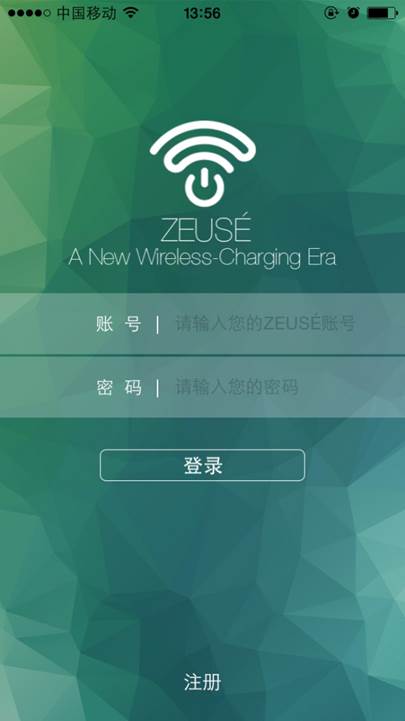 中国移动 13:56
ZEUSÉ
A New Wireless-Charging Era
账 号 | 请输入您的ZEUSÉ账号
密 码 | 请输入您的密码
登录
注册